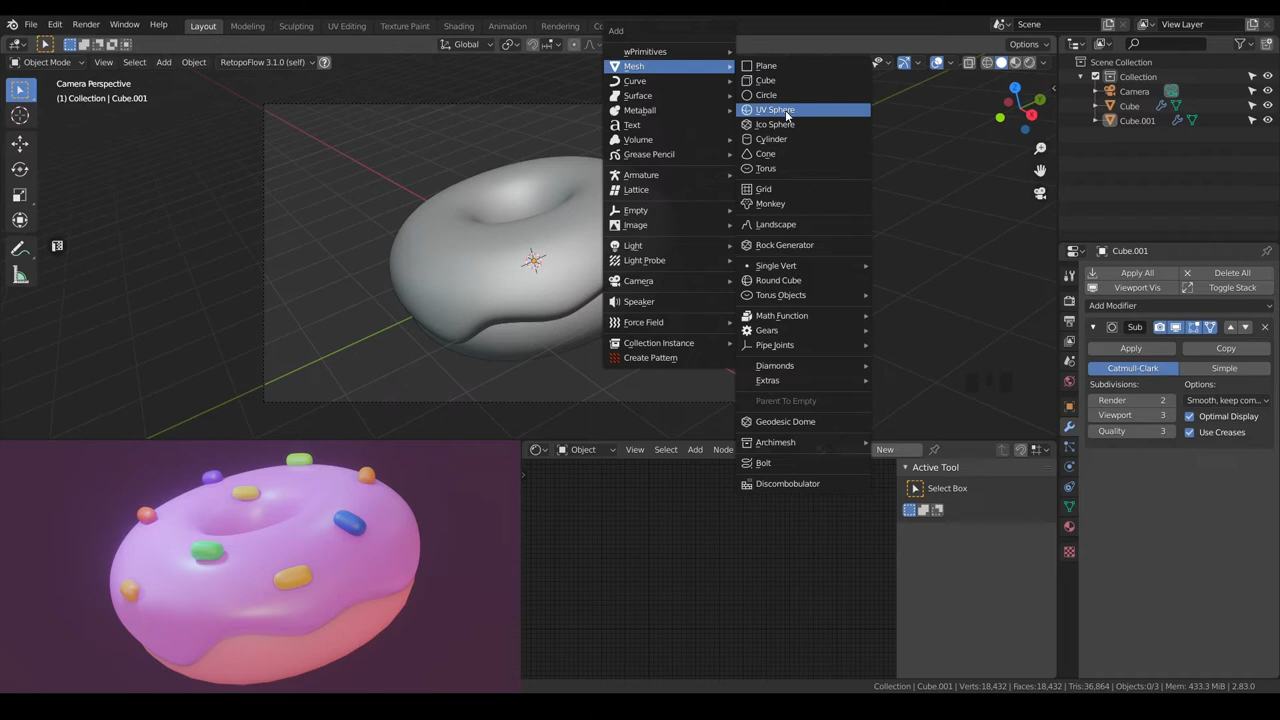 File Edit Render Window Help
Layout Modeling Sculpting UV Editing Texture Paint Shading Animation Rendering
Scene
View Layer
Object Mode View Select Add Object RetopoFlow 3.1.0 (self)
Global
Options
Camera Perspective
(1) Collection | Cube.001
Add
wPrimitives
Mesh
Curve
Surface
Metaball
Text
Volume
Grease Pencil
Armature
Lattice
Empty
Image
Light
Light Probe
Camera
Speaker
Force Field
Collection Instance
Create Pattern
Plane
Cube
Circle
UV Sphere
Ico Sphere
Cylinder
Cone
Torus
Grid
Monkey
Landscape
Rock Generator
Single Vert
Round Cube
Torus Objects
Math Function
Gears
Pipe Joints
Diamonds
Extras
Parent To Empty
Geodesic Dome
Archimesh
Bolt
Discombobulator
X
Y
Z
Scene Collection
Collection
Camera
Cube
Cube.001
Cube.001
Apply All Delete All
Viewport Vis Toggle Stack
Add Modifier
Sub
Apply Copy
Catmull-Clark Simple
Subdivisions: Options:
Render 2 Smooth, keep com...
Viewport 3 Optimal Display
Quality 3 Use Creases
Object View Select Add Node
New
Active Tool
Select Box
Collection | Cube.001 | Verts:18,432 | Faces:18,432 | Tris:36,864 | Objects:0/3 | Mem: 433.3 MiB | 2.83.0